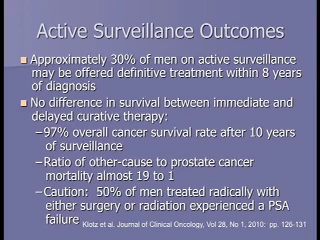 Active Surveillance Outcomes
Approximately 30% of men on active surveillance
may be offered definitive treatment within 8 years
of diagnosis
No difference in survival between immediate and
delayed curative therapy:
–97% overall cancer survival rate after 10 years
of surveillance
–Ratio of other-cause to prostate cancer
mortality almost 19 to 1
–Caution: 50% of men treated radically with
either surgery or radiation experienced a PSA
failure
Klotz et al. Journal of Clinical Oncology, Vol 28, No 1, 2010: pp. 126-131